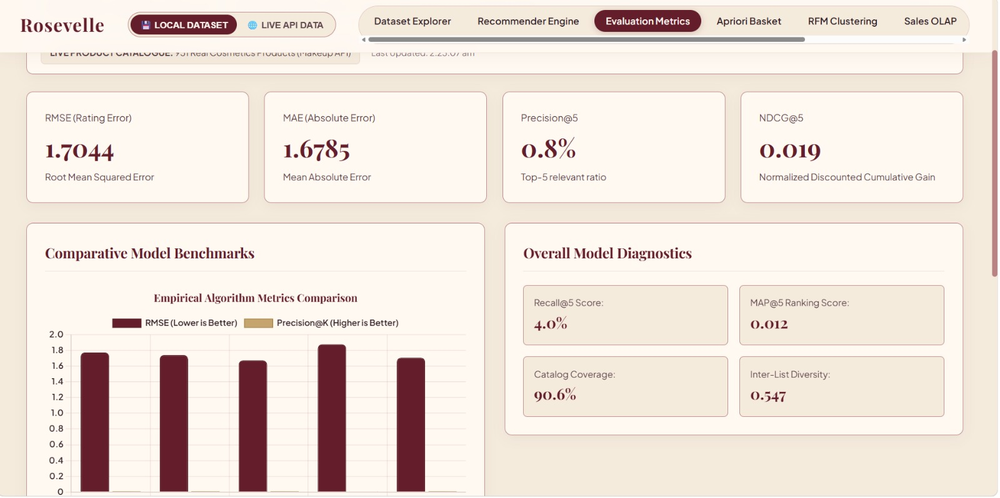 Rosevelle
LOCAL DATASET
LIVE API DATA
Dataset Explorer
Recommender Engine
Evaluation Metrics
Apriori Basket
RFM Clustering
Sales OLAP
LIVE PRODUCT CATALOGUE: 931 Real Cosmetics Products (Makeup API)
Last Updated: 2:25:07 am
RMSE (Rating Error)
1.7044
Root Mean Squared Error
MAE (Absolute Error)
1.6785
Mean Absolute Error
Precision@5
0.8%
Top-5 relevant ratio
NDCG@5
0.019
Normalized Discounted Cumulative Gain
Comparative Model Benchmarks
Empirical Algorithm Metrics Comparison
RMSE (Lower is Better)
Precision@K (Higher is Better)
2.0
1.8
1.6
1.4
1.2
1.0
0.8
0.6
0.4
0.2
0
Overall Model Diagnostics
Recall@5 Score:
4.0%
MAP@5 Ranking Score:
0.012
Catalog Coverage:
90.6%
Inter-List Diversity:
0.547